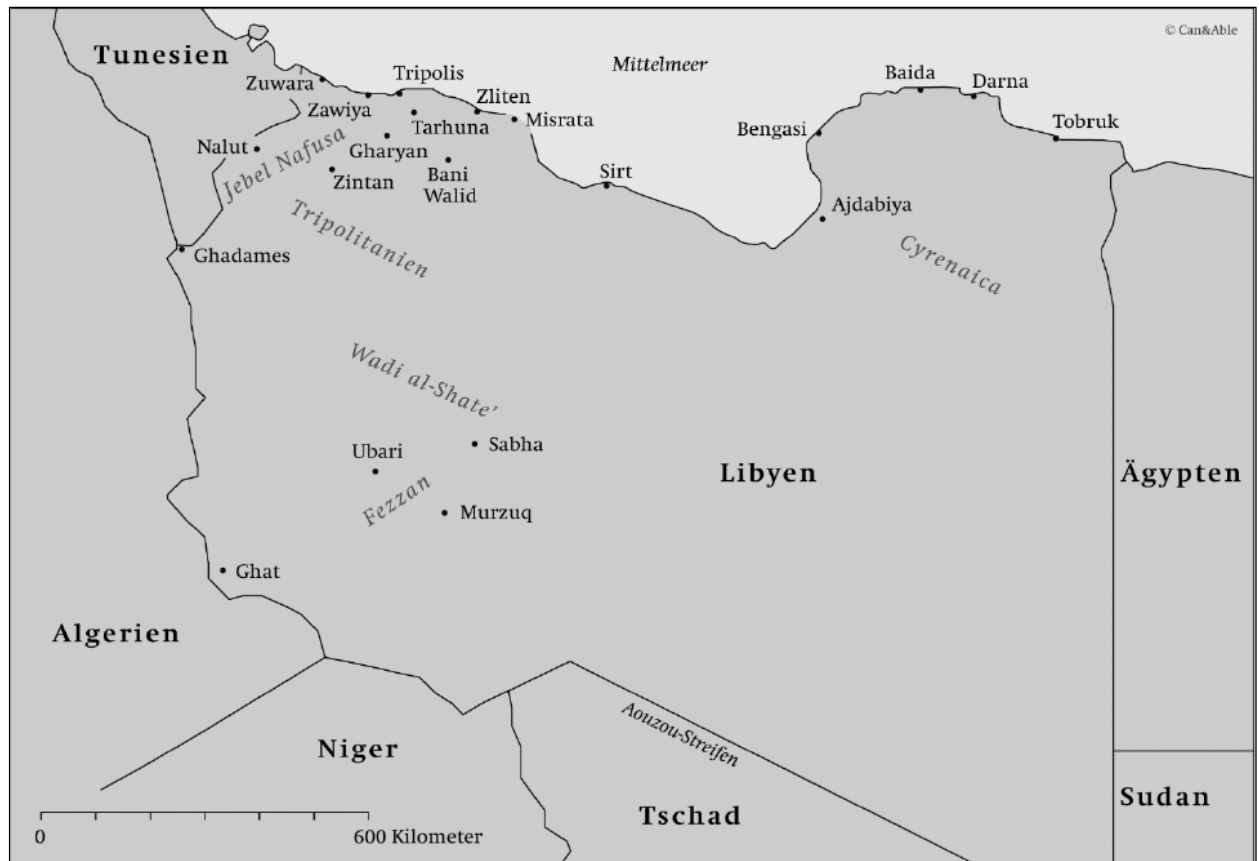 © Can&Able
Tunesien
Mittelmeer
Zuwara
Tripolis
Zawiya
Zliten
Tarhuna
Misrata
Baida
Darna
Bengasi
Tobruk
Nalut
Jebel Nafusa
Gharyan
Zintan
Bani
Walid
Sirt
Ajdabiya
Tripolitanien
Ghadames
Cyrenaica
Wadi al-Shate’
Ubari
Sabha
Fezzan
Murzuq
Libyen
Ägypten
Ghat
Algerien
Niger
Aouzou-Streifen
Tschad
Sudan
0 600 Kilometer